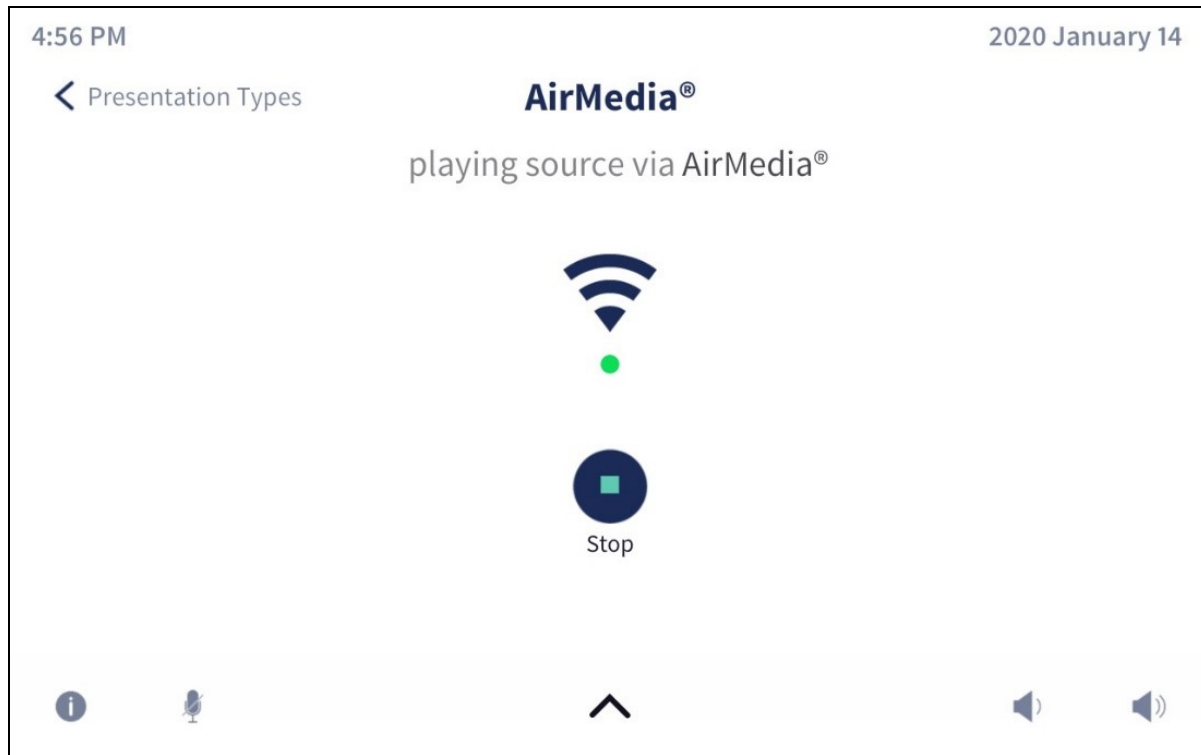 4:56 PM
2020 January 14
Presentation Types
AirMedia®
playing source via AirMedia®
Stop